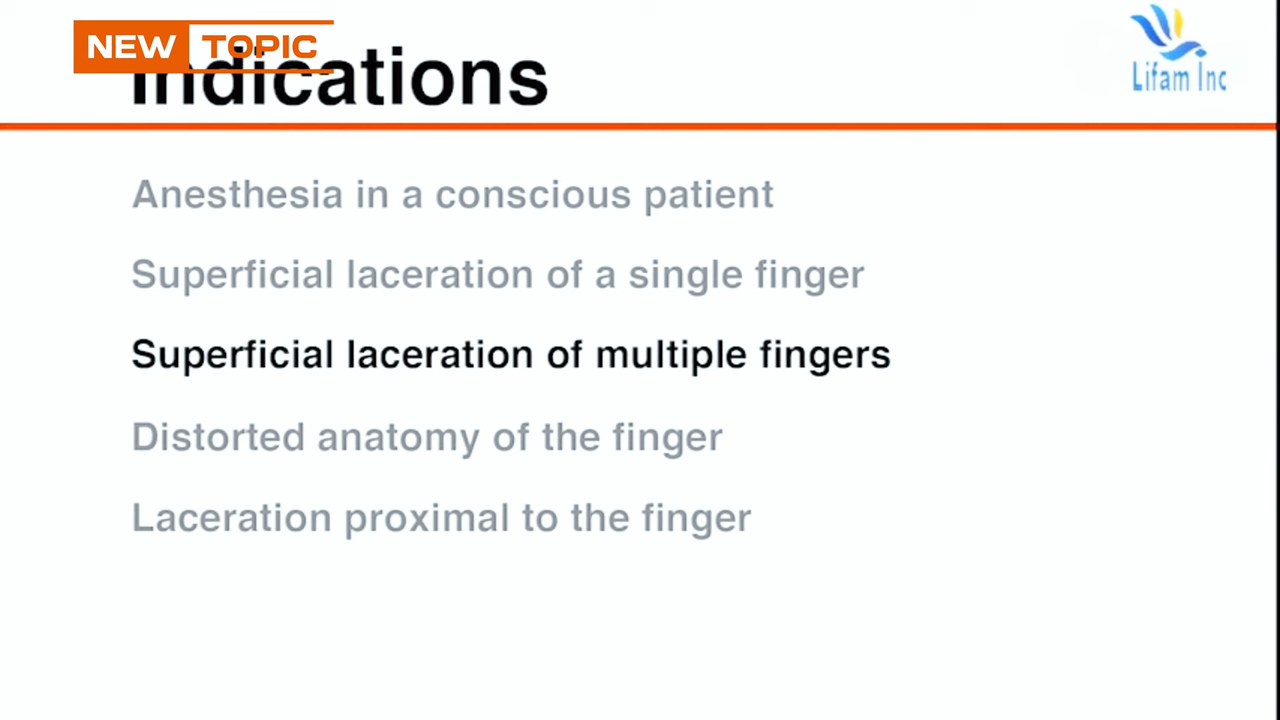 NEW TOPIC
Indications
Lifam Inc
Anesthesia in a conscious patient
Superficial laceration of a single finger
Superficial laceration of multiple fingers
Distorted anatomy of the finger
Laceration proximal to the finger